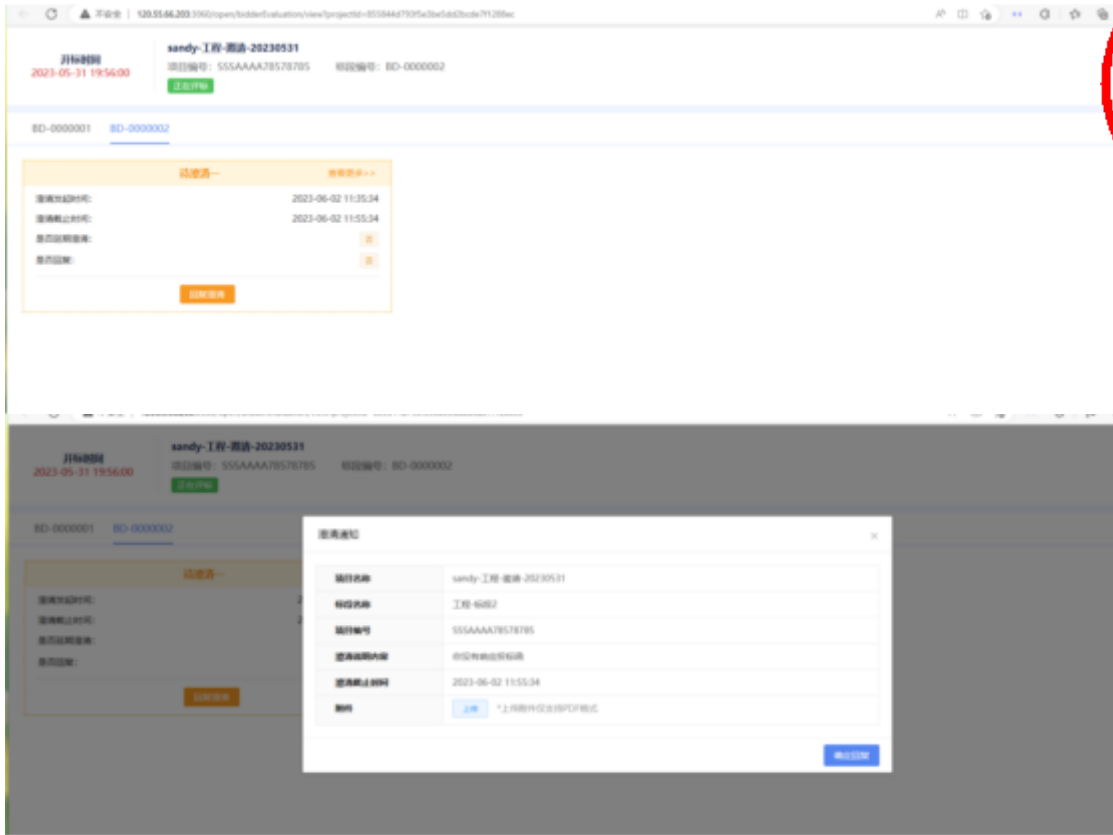 不安全 120.55.66.203:3060/open/bidderEvaluation/view?projectId=
开标时间
2023-05-31 19:56:00
sandy-工程-邀请-20230531
项目编号：SSSAAAA78578785 标段编号：BD-0000002
正在评标
BD-0000001 BD-0000002
待澄清一 查看更多>>
澄清发起时间: 2023-06-02 11:35:34
澄清截止时间: 2023-06-02 11:55:34
是否延期澄清: 否
是否回复: 否
回复澄清
开标时间
2023-05-31 19:56:00
sandy-工程-邀请-20230531
项目编号：SSSAAAA78578785 标段编号：BD-0000002
正在评标
BD-0000001 BD-0000002
待澄清一
澄清发起时间:
澄清截止时间:
是否延期澄清:
是否回复:
回复澄清
澄清通知
项目名称 sandy-工程-邀请-20230531
标段名称 工程-标段2
项目编号 SSSAAAA78578785
澄清说明内容 你没有响应投标函
澄清截止时间 2023-06-02 11:55:34
附件 上传 *上传附件仅支持PDF格式
确定回复